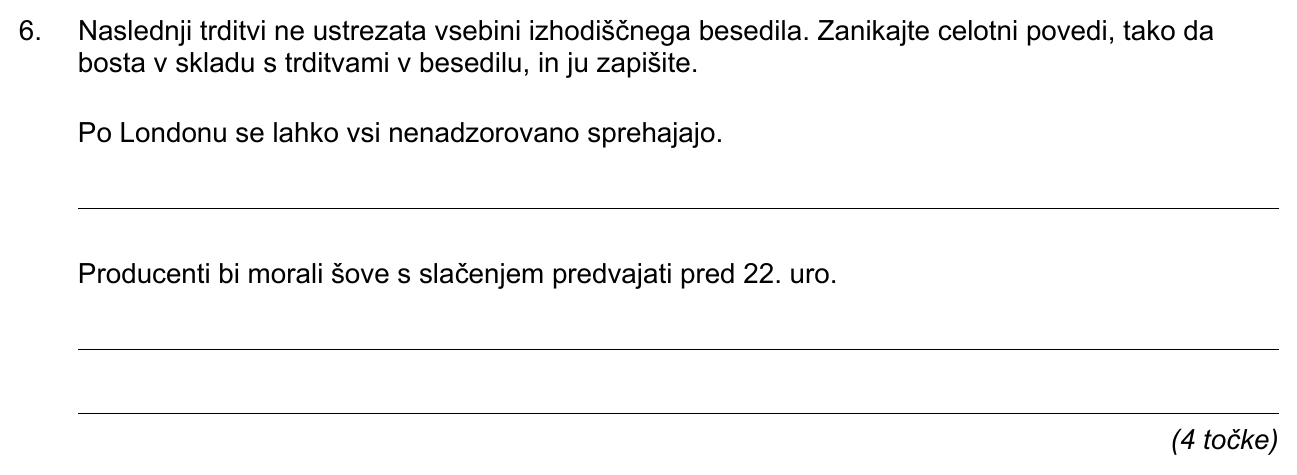 6. Naslednji trditvi ne ustrezata vsebini izhodiščnega besedila. Zanikajte celotni povedi, tako da
bosta v skladu s trditvami v besedilu, in ju zapišite.
Po Londonu se lahko vsi nenadzorovano sprehajajo.
Producenti bi morali šove s slačenjem predvajati pred 22. uro.
(4 točke)